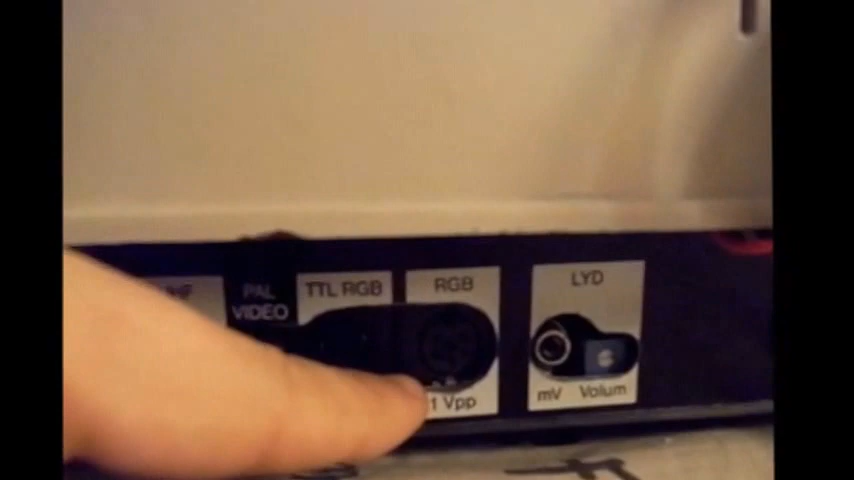 PAL
VIDEO
TTL RGB
RGB
1 Vpp
LYD
mV
Volum